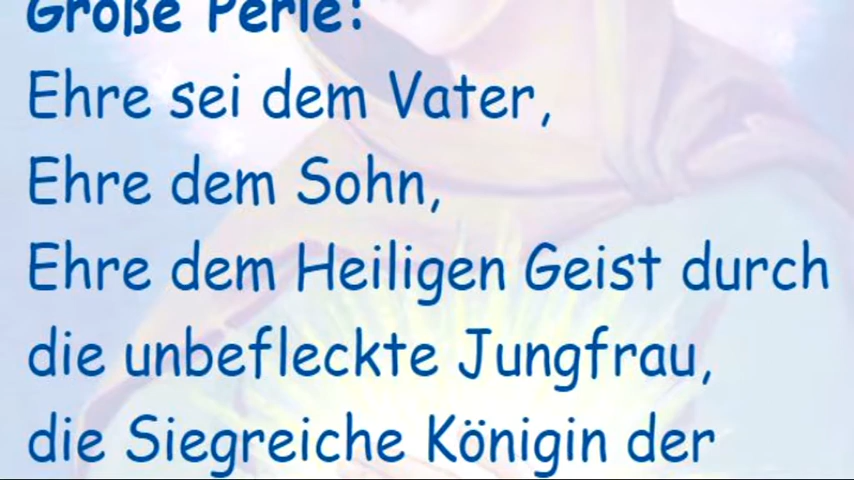 Große Perle:
Ehre sei dem Vater,
Ehre dem Sohn,
Ehre dem Heiligen Geist durch
die unbefleckte Jungfrau,
die Siegreiche Königin der